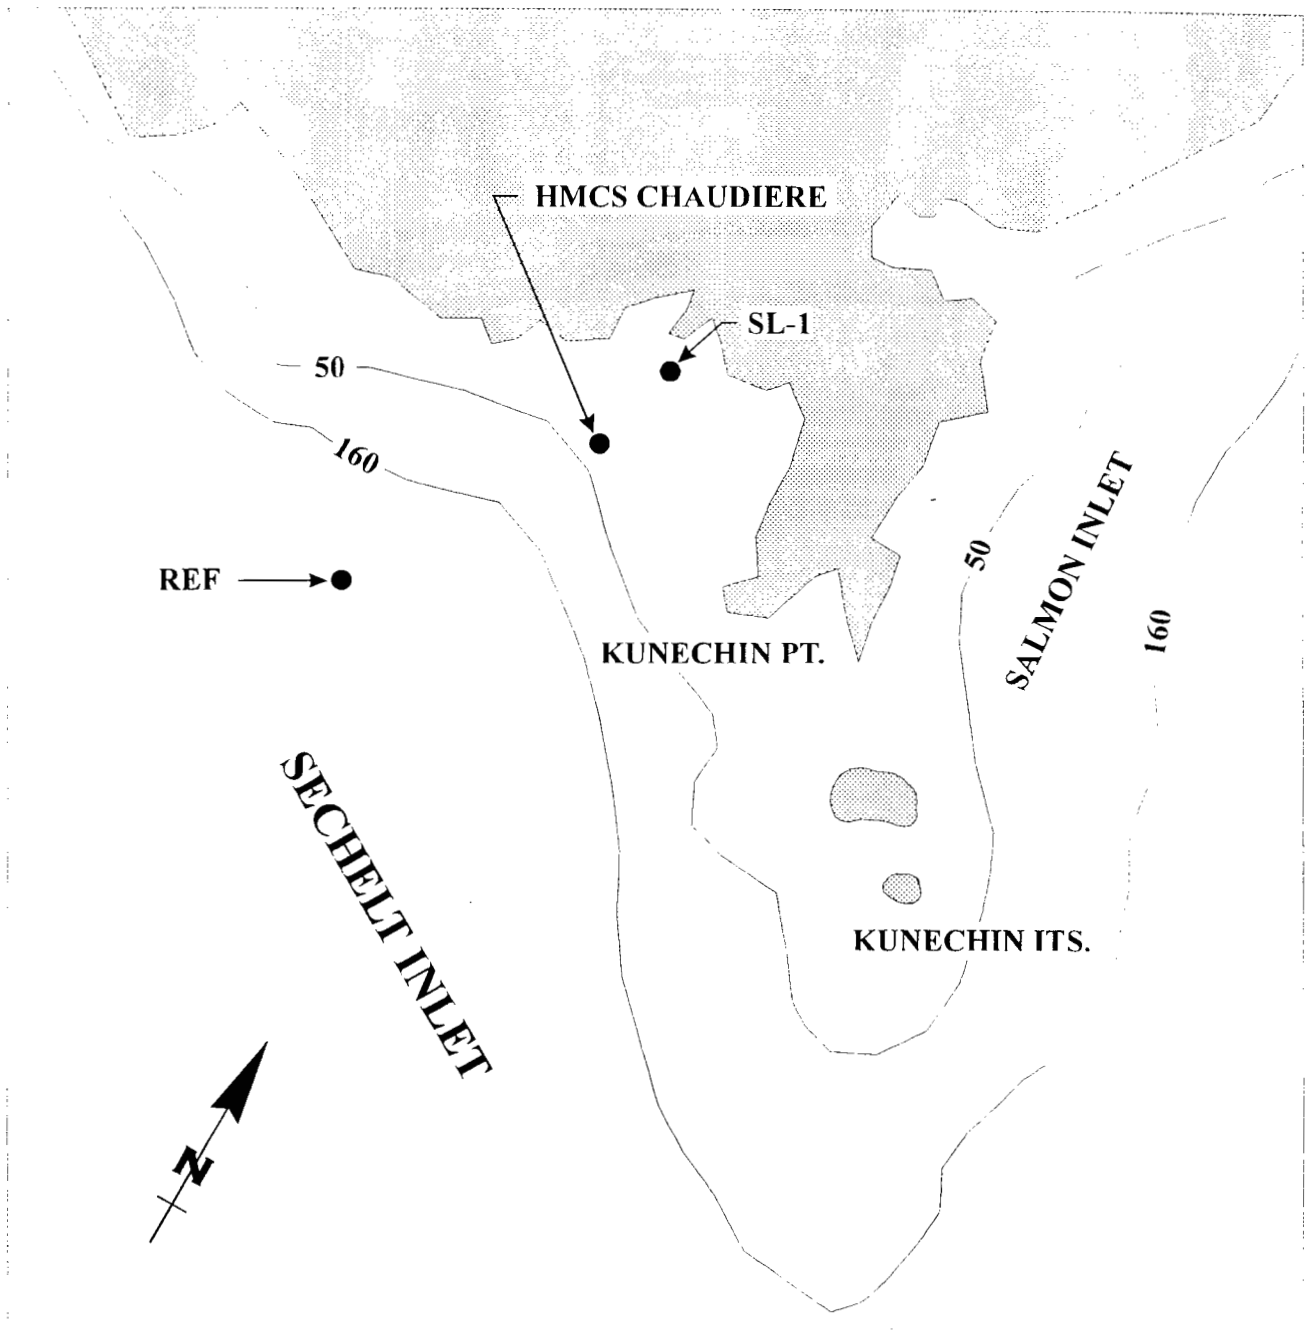 HMCS CHAUDIERE
SL-1
50
160
REF
50
SALMON INLET
160
KUNECHIN PT.
SECHELT INLET
KUNECHIN ITS.
N